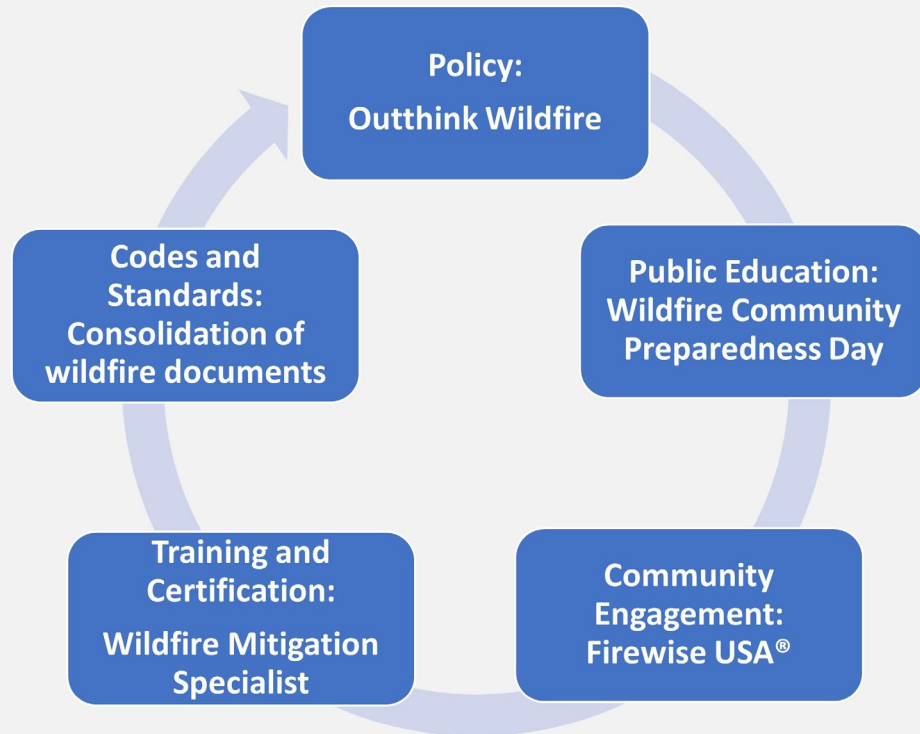 Policy:
Outthink Wildfire
Public Education:
Wildfire Community
Preparedness Day
Community
Engagement:
Firewise USA®
Training and
Certification:
Wildfire Mitigation
Specialist
Codes and
Standards:
Consolidation of
wildfire documents